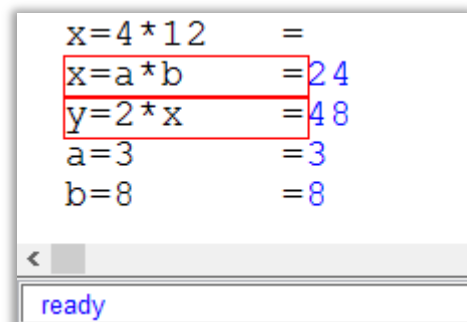 x=4*12 =
x=a*b =24
y=2*x =48
a=3 =3
b=8 =8
<
ready